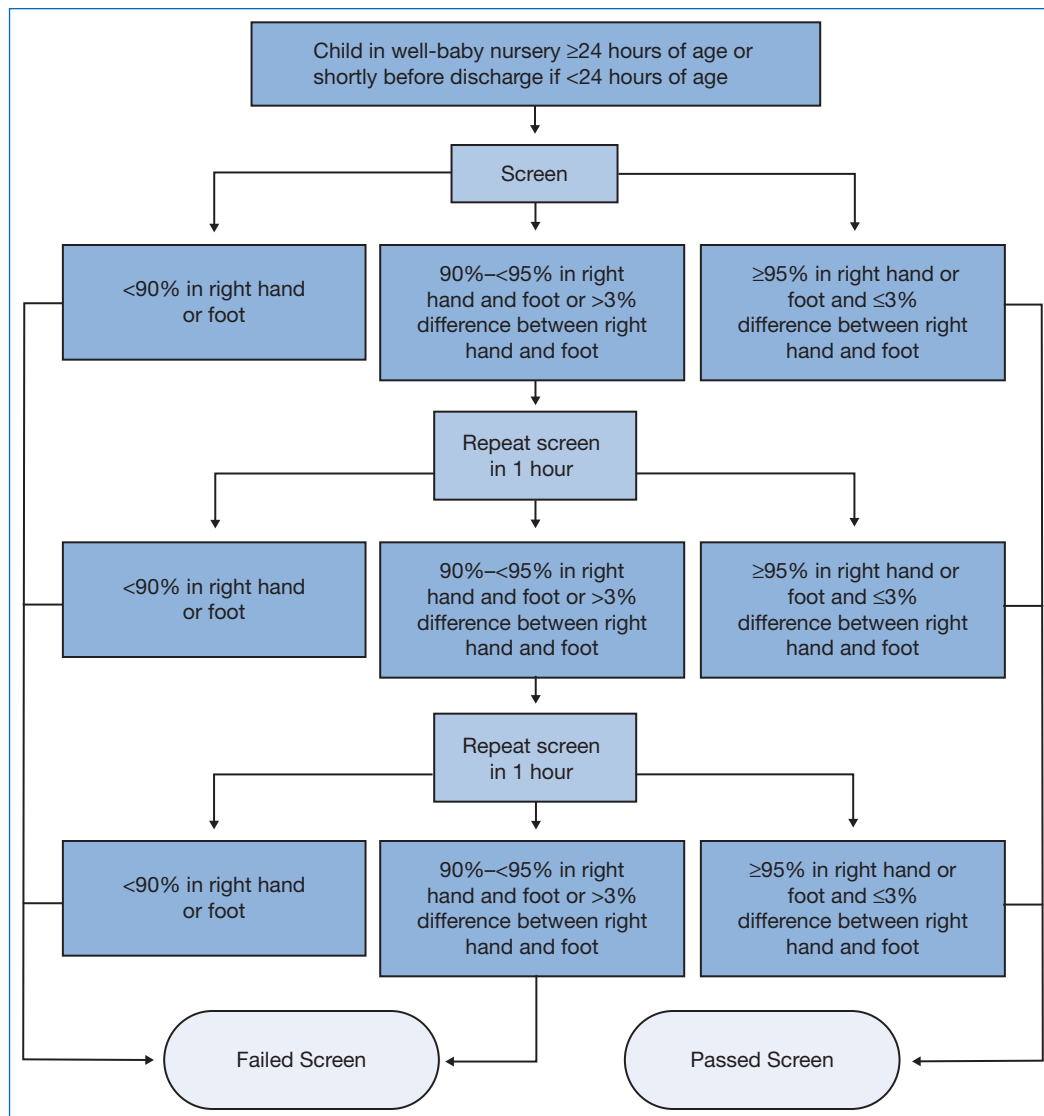 Child in well-baby nursery ≥24 hours of age or
shortly before discharge if <24 hours of age
Screen
<90% in right hand
or foot
90%–<95% in right
hand and foot or >3%
difference between right
hand and foot
≥95% in right hand or
foot and ≤3%
difference between right
hand and foot
Repeat screen
in 1 hour
<90% in right hand
or foot
90%–<95% in right
hand and foot or >3%
difference between right
hand and foot
≥95% in right hand or
foot and ≤3%
difference between right
hand and foot
Repeat screen
in 1 hour
<90% in right hand
or foot
90%–<95% in right
hand and foot or >3%
difference between right
hand and foot
≥95% in right hand or
foot and ≤3%
difference between right
hand and foot
Failed Screen
Passed Screen